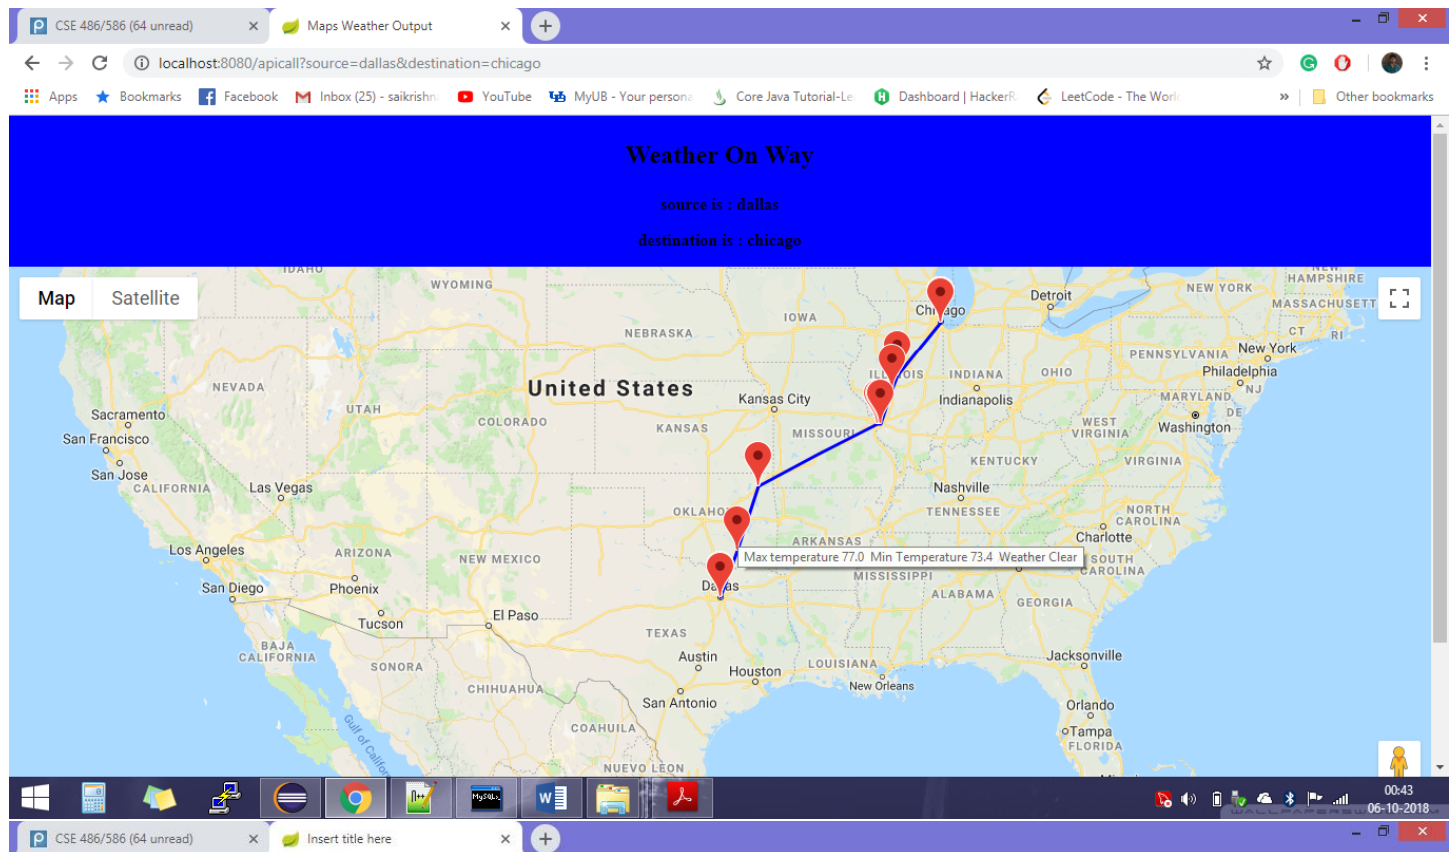 CSE 486/586 (64 unread)
Maps Weather Output
localhost:8080/apicall?source=dallas&destination=chicago
Apps Bookmarks Facebook Inbox (25) - saikrishn YouTube MyUB - Your persona Core Java Tutorial-Le Dashboard | HackerR LeetCode - The Worl » Other bookmarks
Weather On Way
source is : dallas
destination is : chicago
Map Satellite
IDAHO
WYOMING
NEBRASKA
IOWA
Chicago
Detroit
NEW YORK
NEW HAMPSHIRE
MASSACHUSETT
CT RI
PENNSYLVANIA
New York
Philadelphia
NJ
NEVADA
UTAH
COLORADO
United States
KANSAS
Kansas City
MISSOURI
ILLINOIS
INDIANA
Indianapolis
OHIO
MARYLAND
DE
WEST VIRGINIA
Washington
Sacramento
San Francisco
San Jose
CALIFORNIA
Las Vegas
KENTUCKY
VIRGINIA
Nashville
TENNESSEE
NORTH CAROLINA
Charlotte
OKLAHO
ARKANSAS
Los Angeles
ARIZONA
NEW MEXICO
Max temperature 77.0 Min Temperature 73.4 Weather Clear
SOUTH CAROLINA
San Diego
Phoenix
Dallas
MISSISSIPPI
ALABAMA
GEORGIA
Tucson
El Paso
TEXAS
BAJA CALIFORNIA
SONORA
CHIHUAHUA
Austin
Houston
LOUISIANA
New Orleans
Jacksonville
San Antonio
COAHUILA
Orlando
Tampa
FLORIDA
Gulf of Califor
NUEVO LEON
N++
MySQL
00:43
06-10-2018
CSE 486/586 (64 unread)
Insert title here